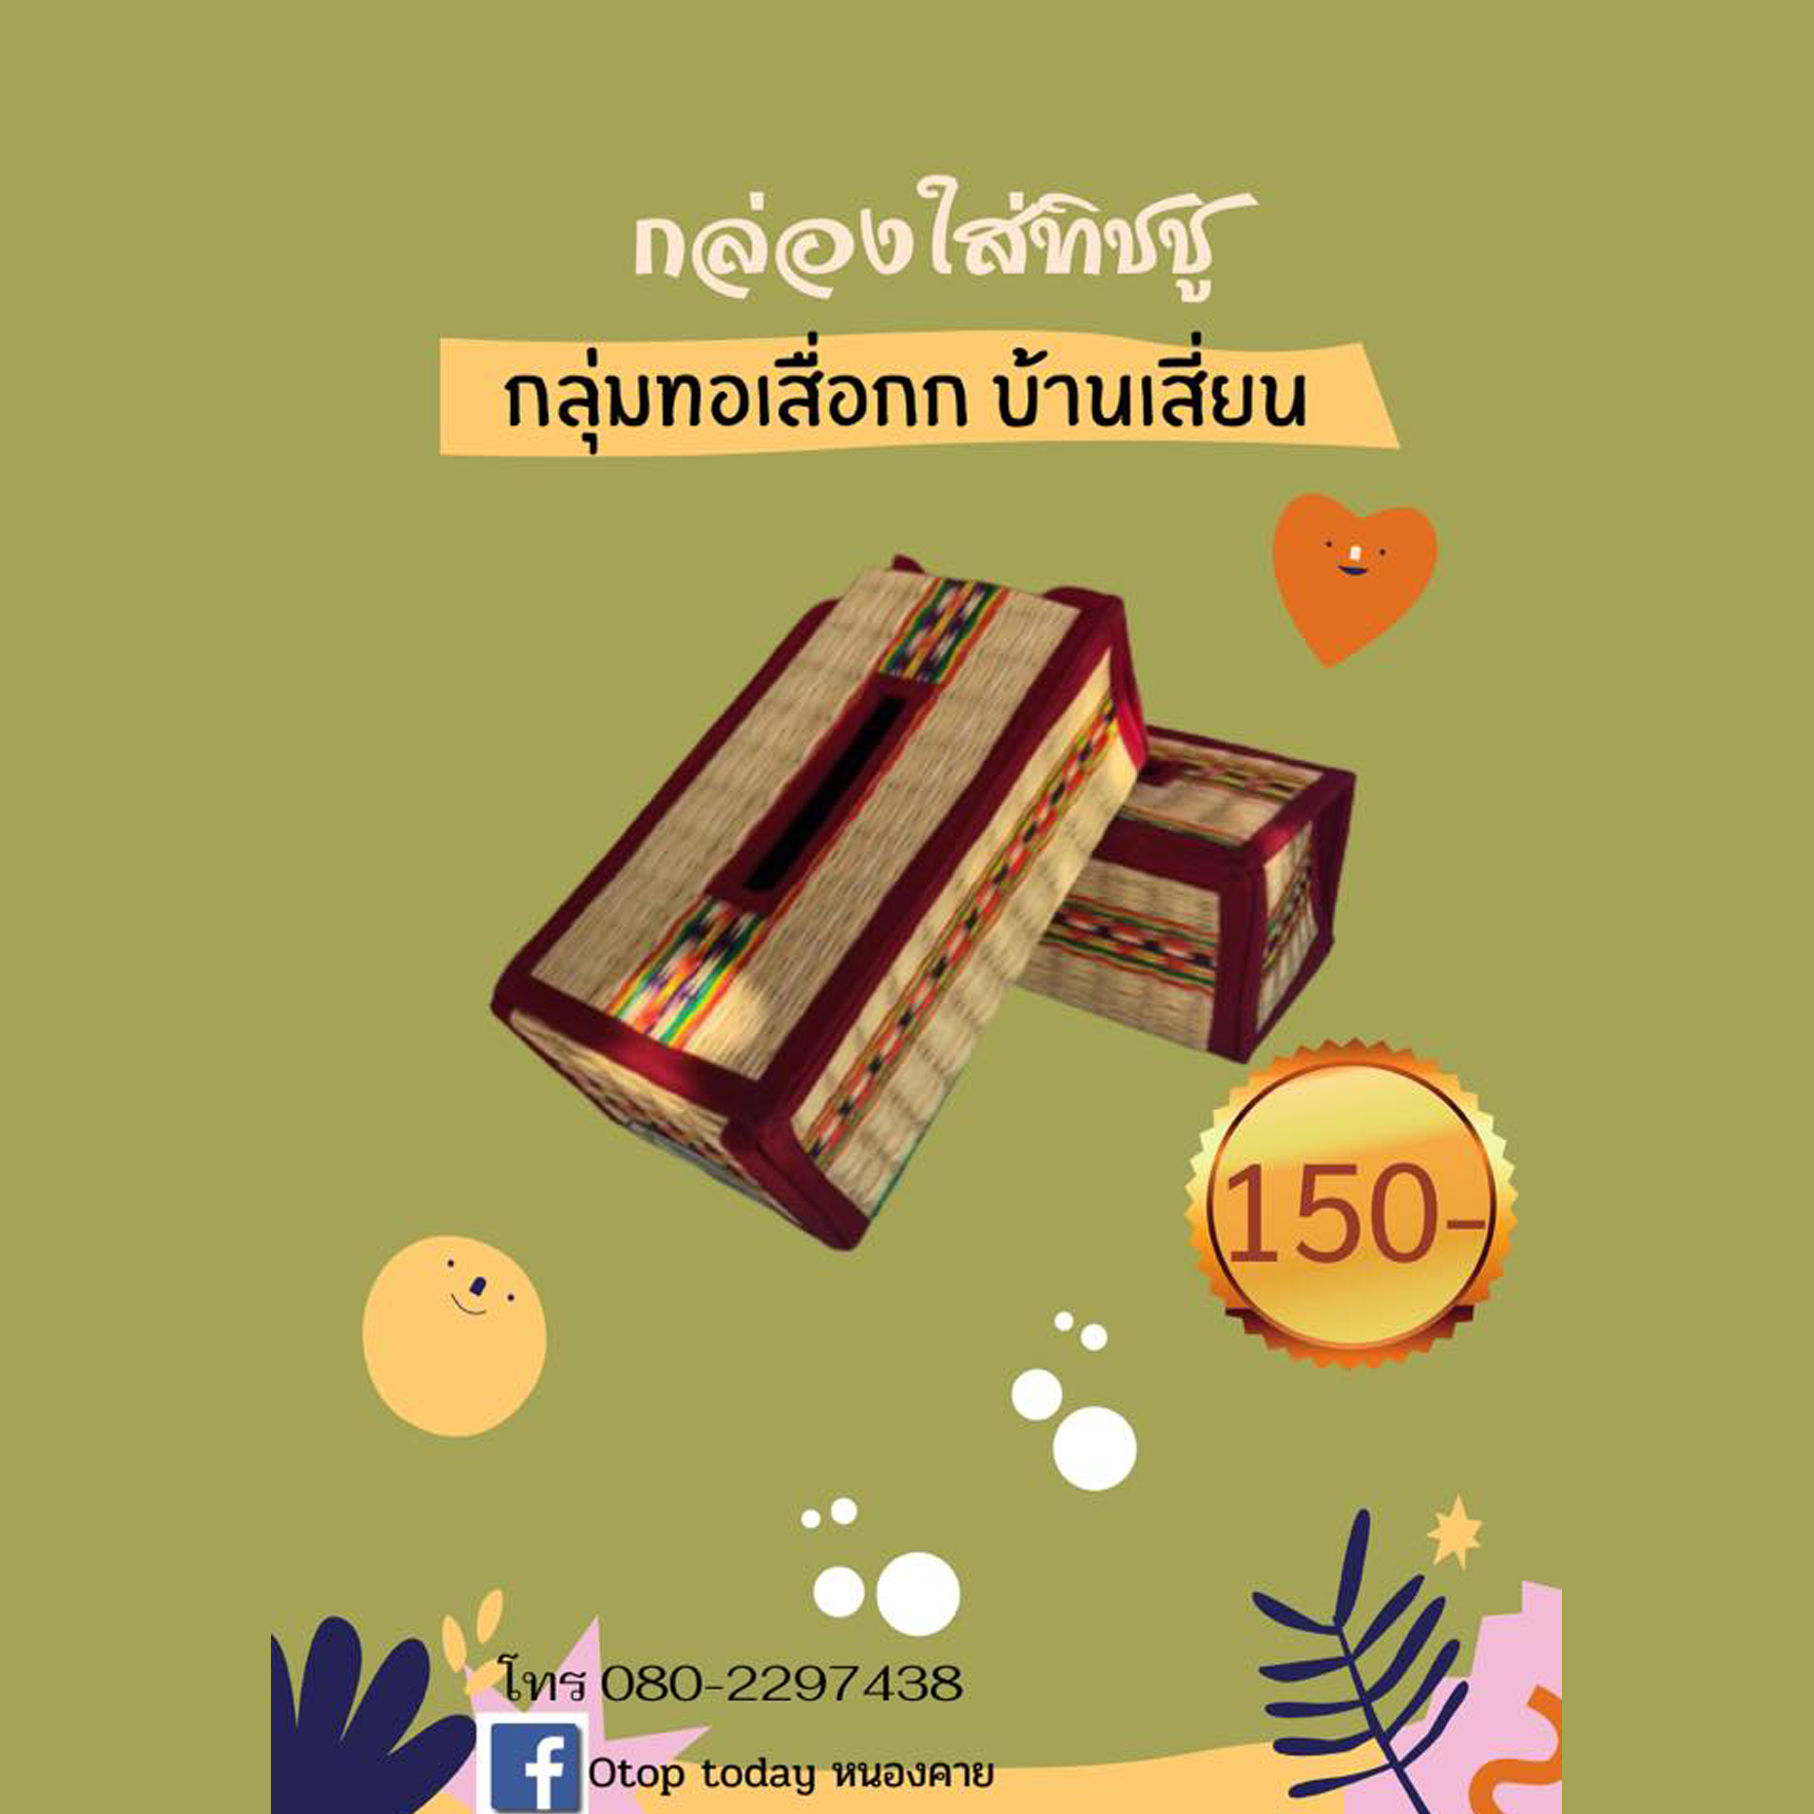 กล่องใส่ทิชชู
กลุ่มทอเสื่อกก บ้านเสี่ยน
150-
โทร 080-2297438
f
Otop today หนองคาย